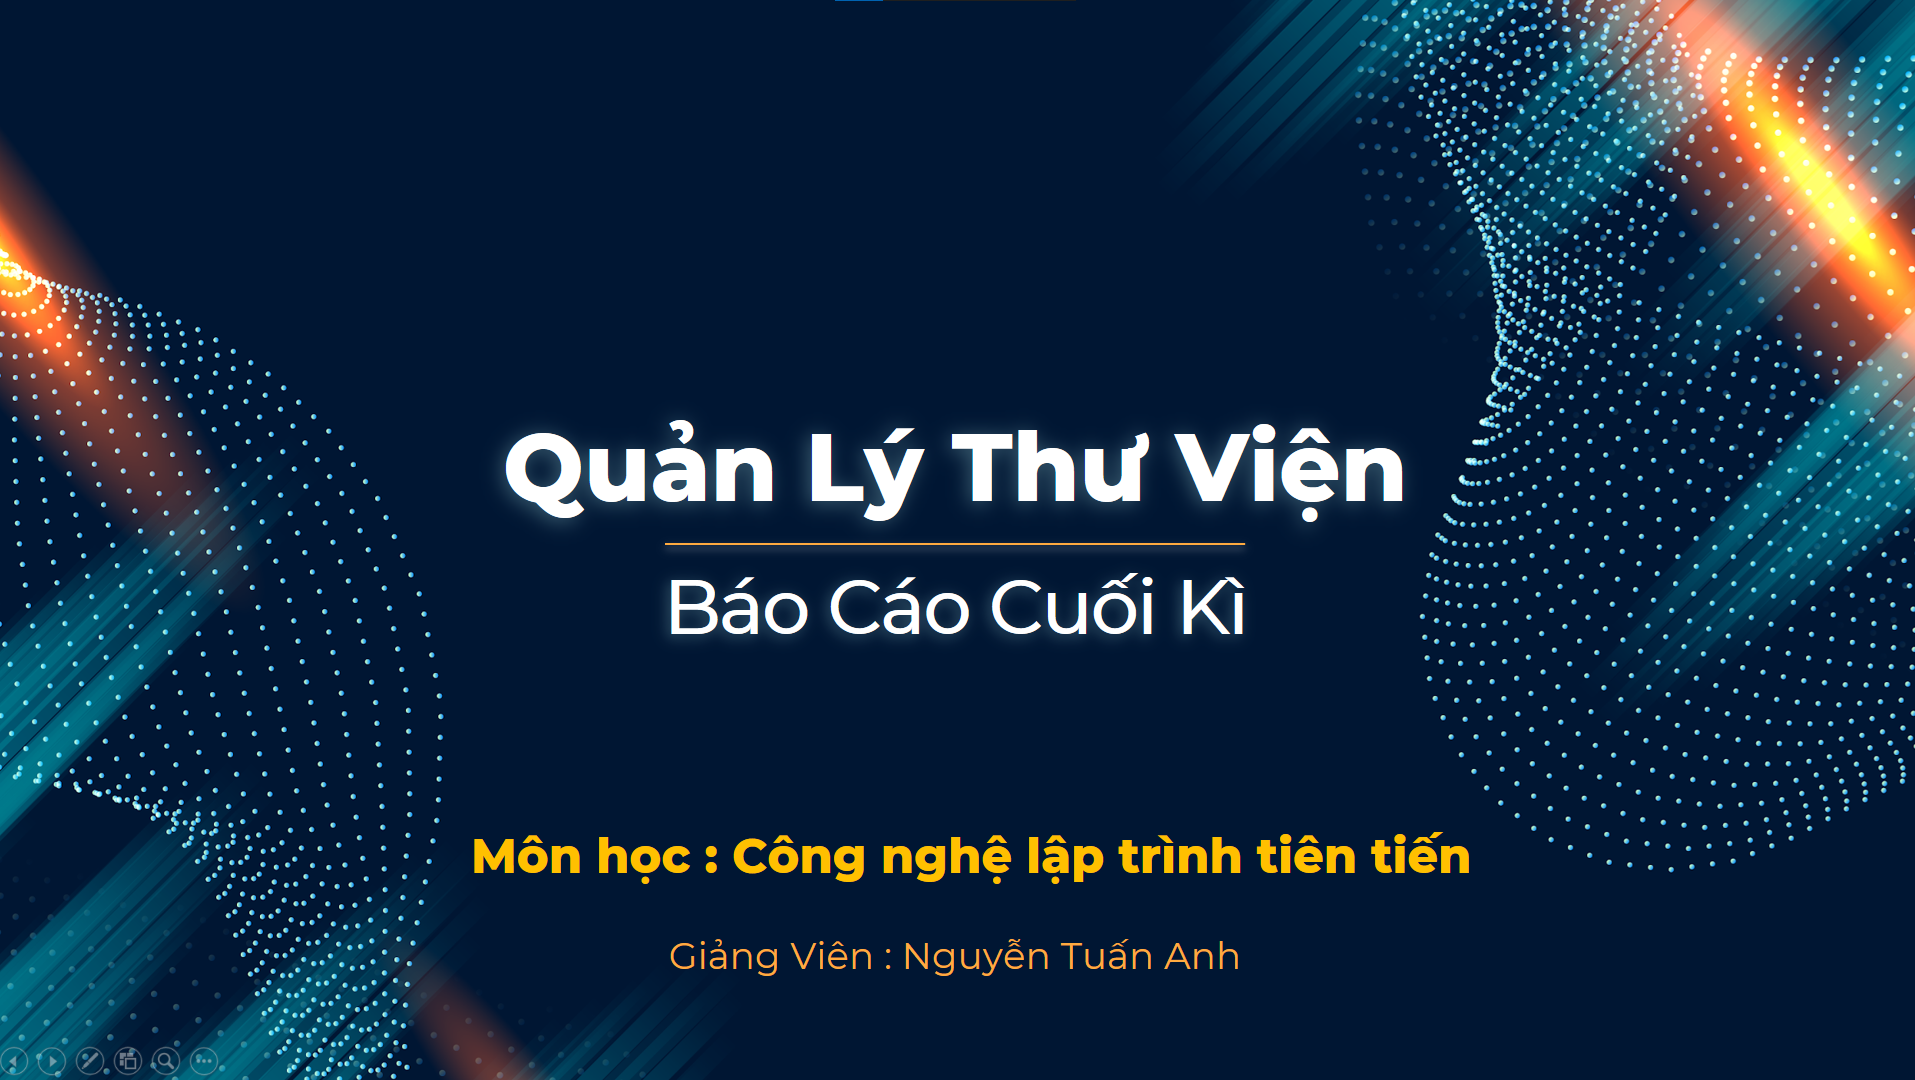 Quản Lý Thư Viện
Báo Cáo Cuối Kì
Môn học : Công nghệ lập trình tiên tiến
Giảng Viên : Nguyễn Tuấn Anh